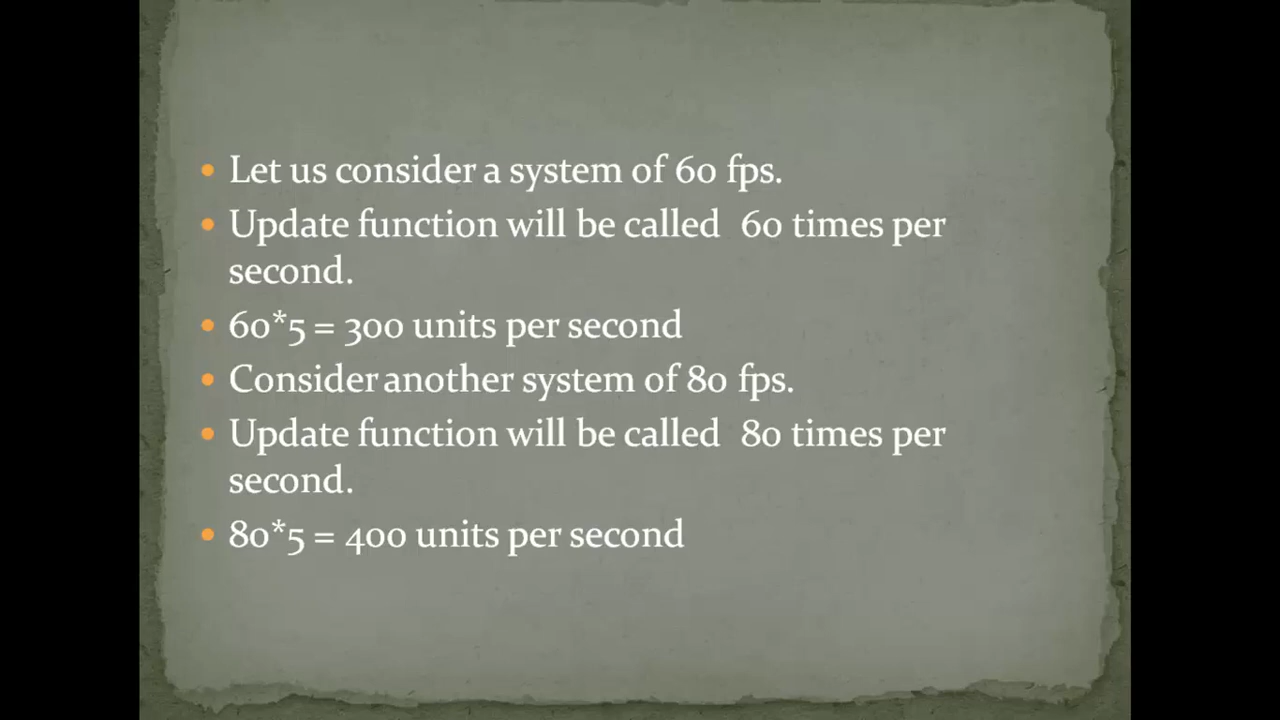 • Let us consider a system of 60 fps.
• Update function will be called  60 times per
second.
• 60*5 = 300 units per second
• Consider another system of 80 fps.
• Update function will be called  80 times per
second.
• 80*5 = 400 units per second